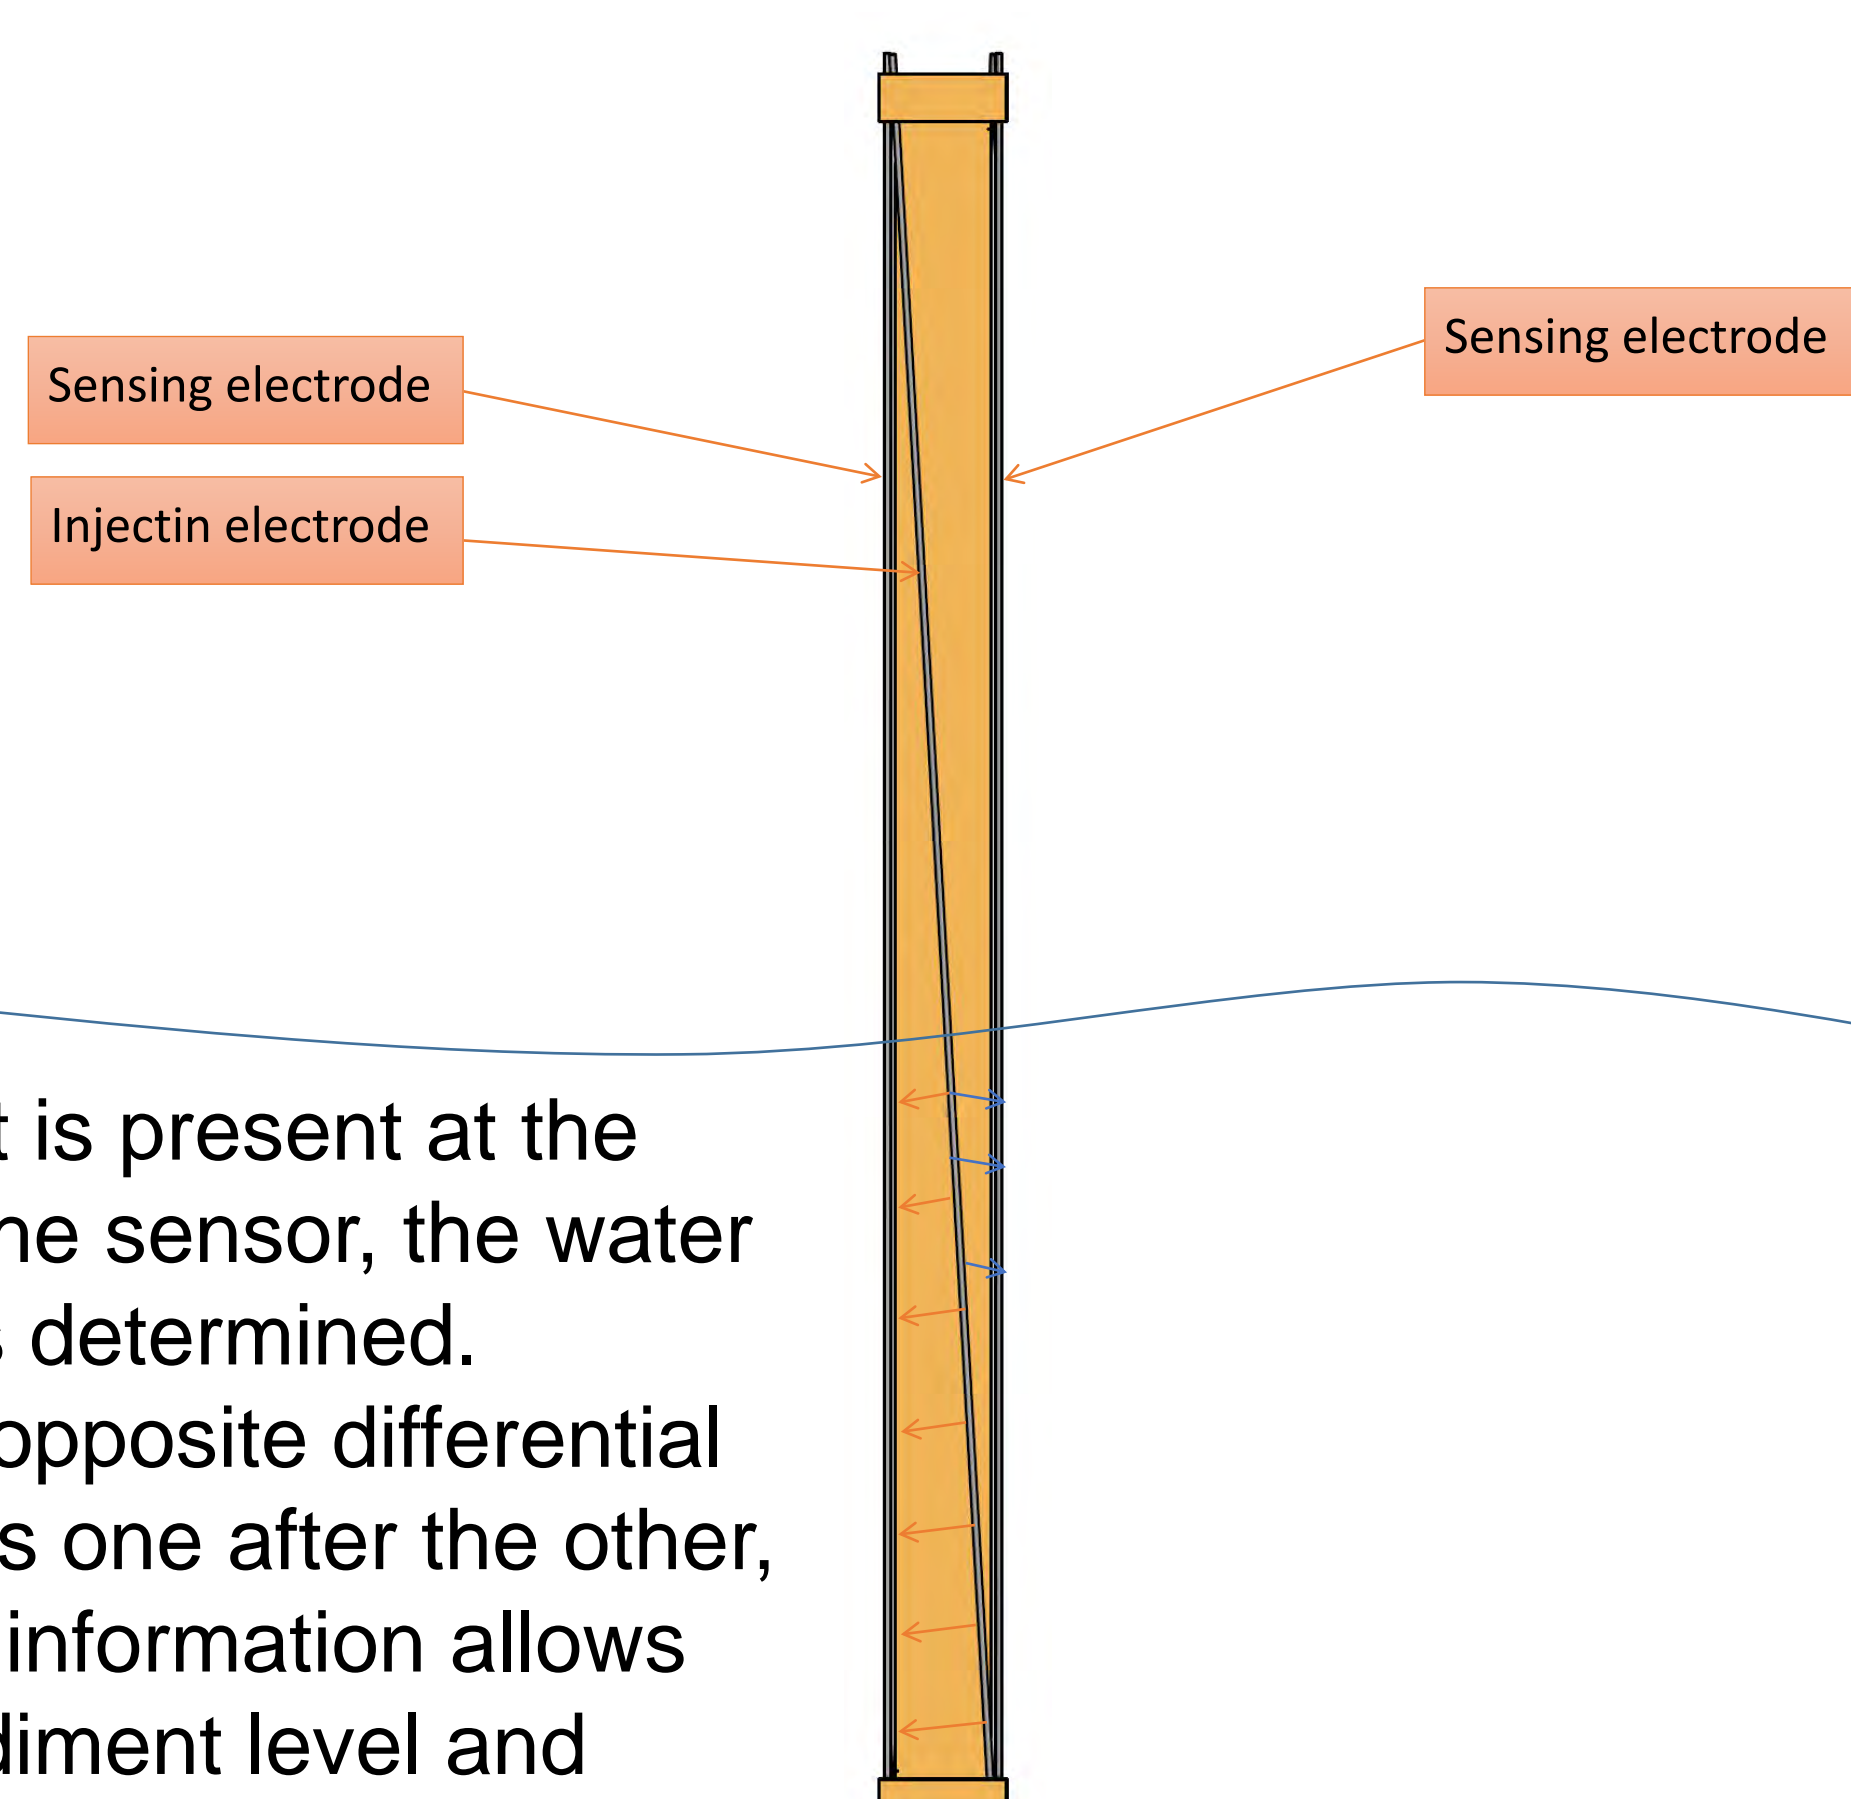 Sensing electrode
Sensing electrode
Injectin electrode
t is present at the
ne sensor, the water
s determined.
opposite differential
s one after the other,
information allows
diment level and